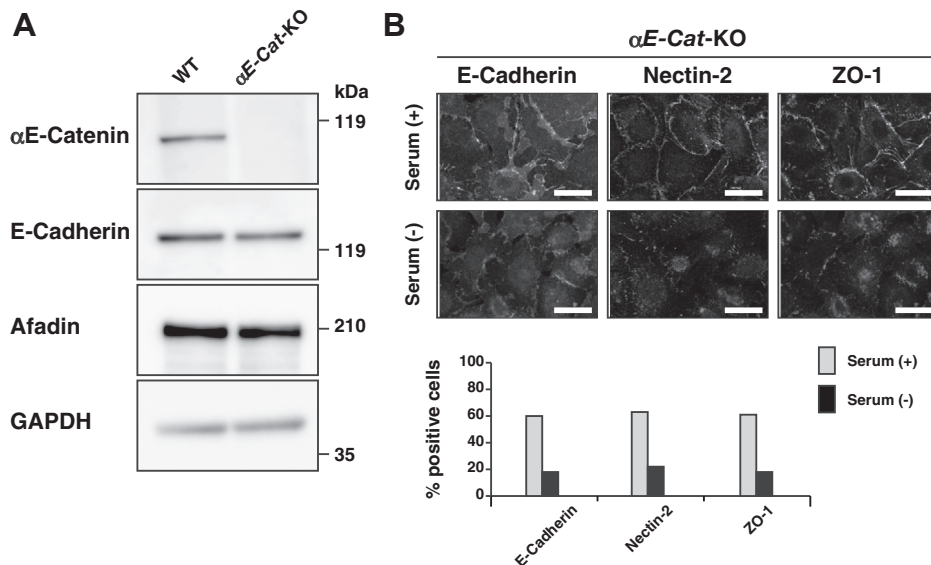 A
WT
αE-Cat-KO
kDa
αE-Catenin
119
E-Cadherin
119
Afadin
210
GAPDH
35
B
αE-Cat-KO
E-Cadherin
Nectin-2
ZO-1
Serum (+)
Serum (-)
% positive cells
100
80
60
40
20
0
E-Cadherin
Nectin-2
ZO-1
Serum (+)
Serum (-)